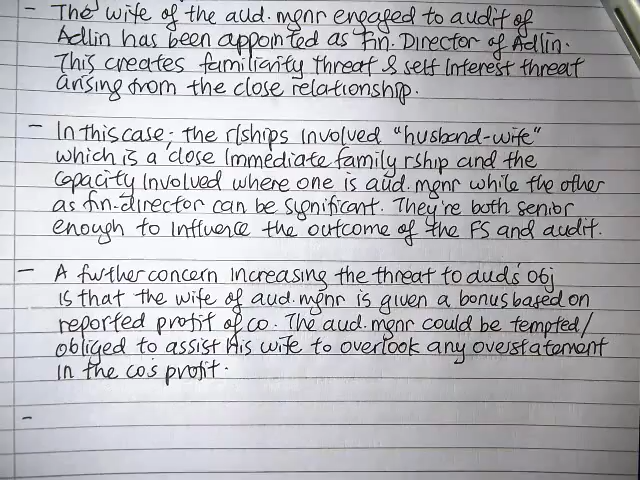 - The wife of the aud. mgnr engaged to audit of
Adlin has been appointed as Fin. Director of Adlin.
This creates familiarity threat & self interest threat
arising from the close relationship.
- In this case, the r/ships involved "husband-wife"
which is a close immediate family rship and the
capacity involved where one is aud. mgnr while the other
as fin. director can be significant. They're both senior
enough to influence the outcome of the FS and audit.
- A further concern increasing the threat to aud's obj
is that the wife of aud. mgnr is given a bonus based on
reported profit of co. The aud. mgnr could be tempted/
obliged to assist his wife to overlook any overstatement
in the cos profit.
-